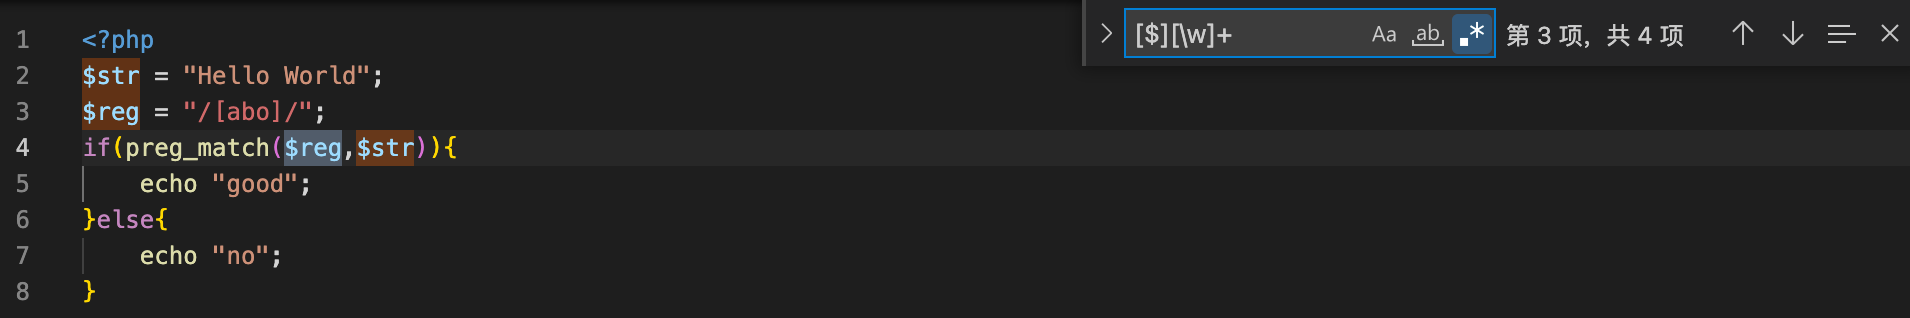 [$][\w]+ Aa ab .* 第 3 项，共 4 项
1 <?php
2 $str = "Hello World";
3 $reg = "/[abo]/";
4 if(preg_match($reg,$str)){
5     echo "good";
6 }else{
7     echo "no";
8 }